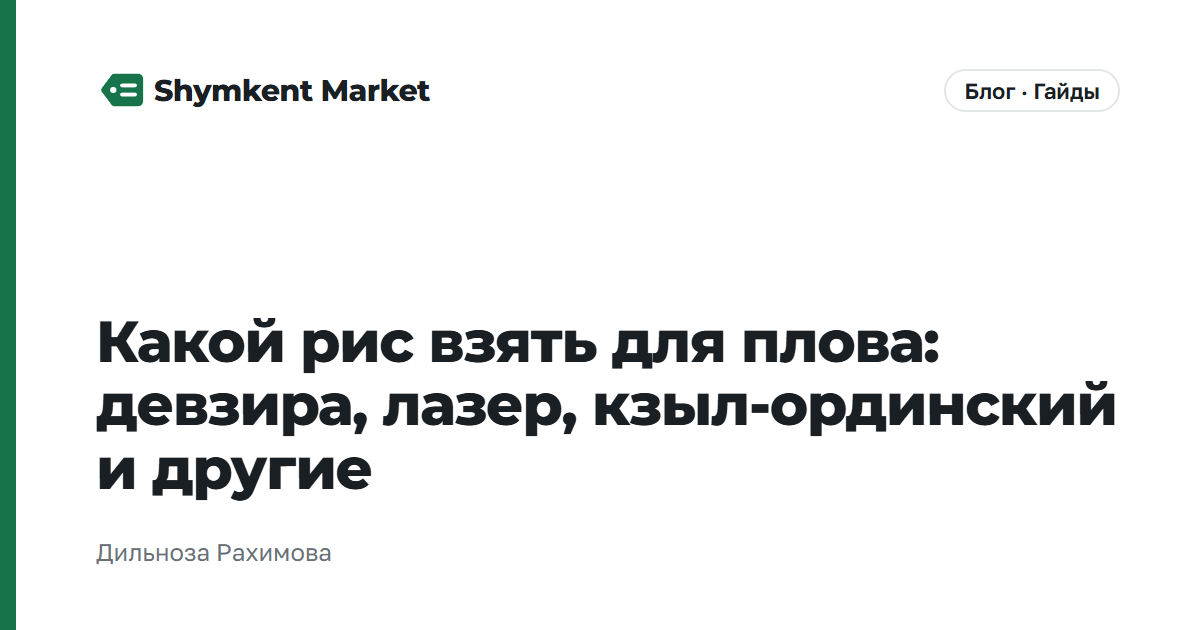 Shymkent Market
Блог · Гайды
Какой рис взять для плова:
девзира, лазер, кзыл-ординский
и другие
Дильноза Рахимова